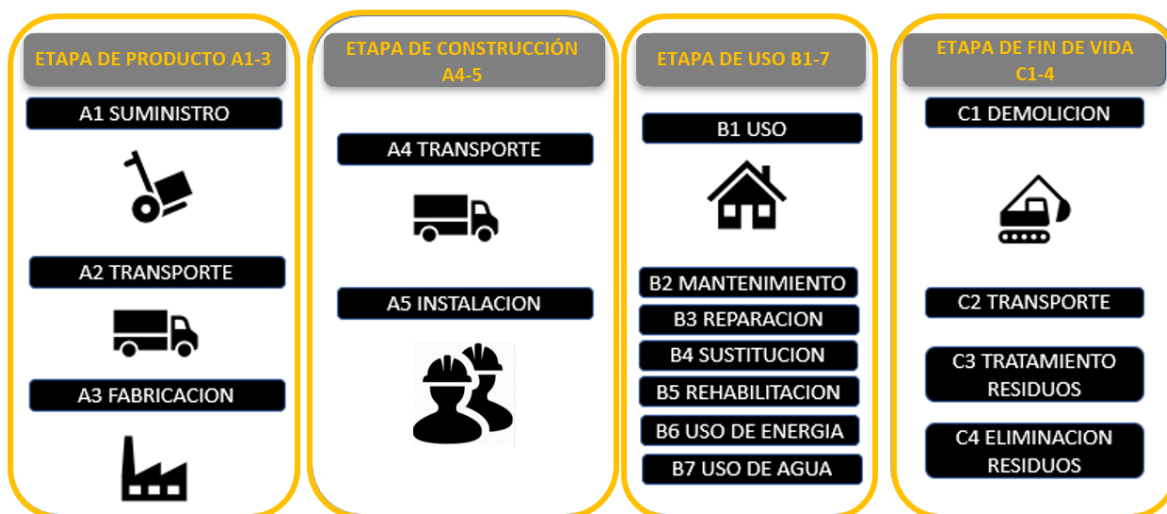 ETAPA DE PRODUCTO A1-3
A1 SUMINISTRO
A2 TRANSPORTE
A3 FABRICACION
ETAPA DE CONSTRUCCIÓN
A4-5
A4 TRANSPORTE
A5 INSTALACION
ETAPA DE USO B1-7
B1 USO
B2 MANTENIMIENTO
B3 REPARACION
B4 SUSTITUCION
B5 REHABILITACION
B6 USO DE ENERGIA
B7 USO DE AGUA
ETAPA DE FIN DE VIDA
C1-4
C1 DEMOLICION
C2 TRANSPORTE
C3 TRATAMIENTO
RESIDUOS
C4 ELIMINACION
RESIDUOS